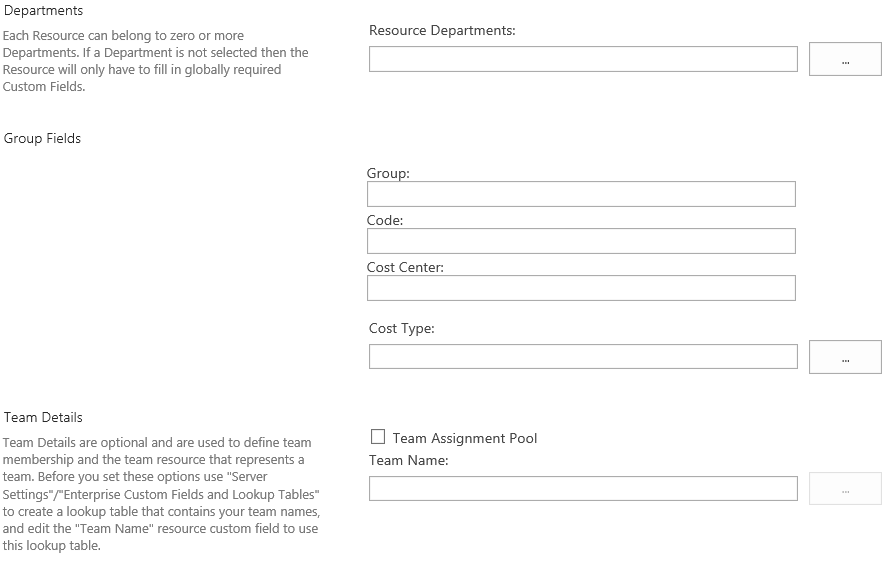 Departments
Each Resource can belong to zero or more
Departments. If a Department is not selected then the
Resource will only have to fill in globally required
Custom Fields.
Resource Departments:
...
Group Fields
Group:
Code:
Cost Center:
Cost Type:
...
Team Details
Team Details are optional and are used to define team
membership and the team resource that represents a
team. Before you set these options use "Server
Settings"/"Enterprise Custom Fields and Lookup Tables"
to create a lookup table that contains your team names,
and edit the "Team Name" resource custom field to use
this lookup table.
Team Assignment Pool
Team Name:
...